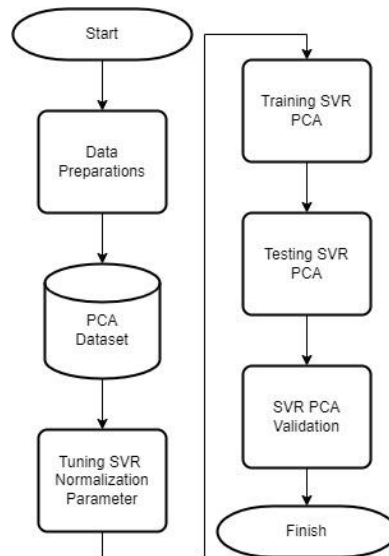 Start
Data
Preparations
PCA
Dataset
Tuning SVR
Normalization
Parameter
Training SVR
PCA
Testing SVR
PCA
SVR PCA
Validation
Finish